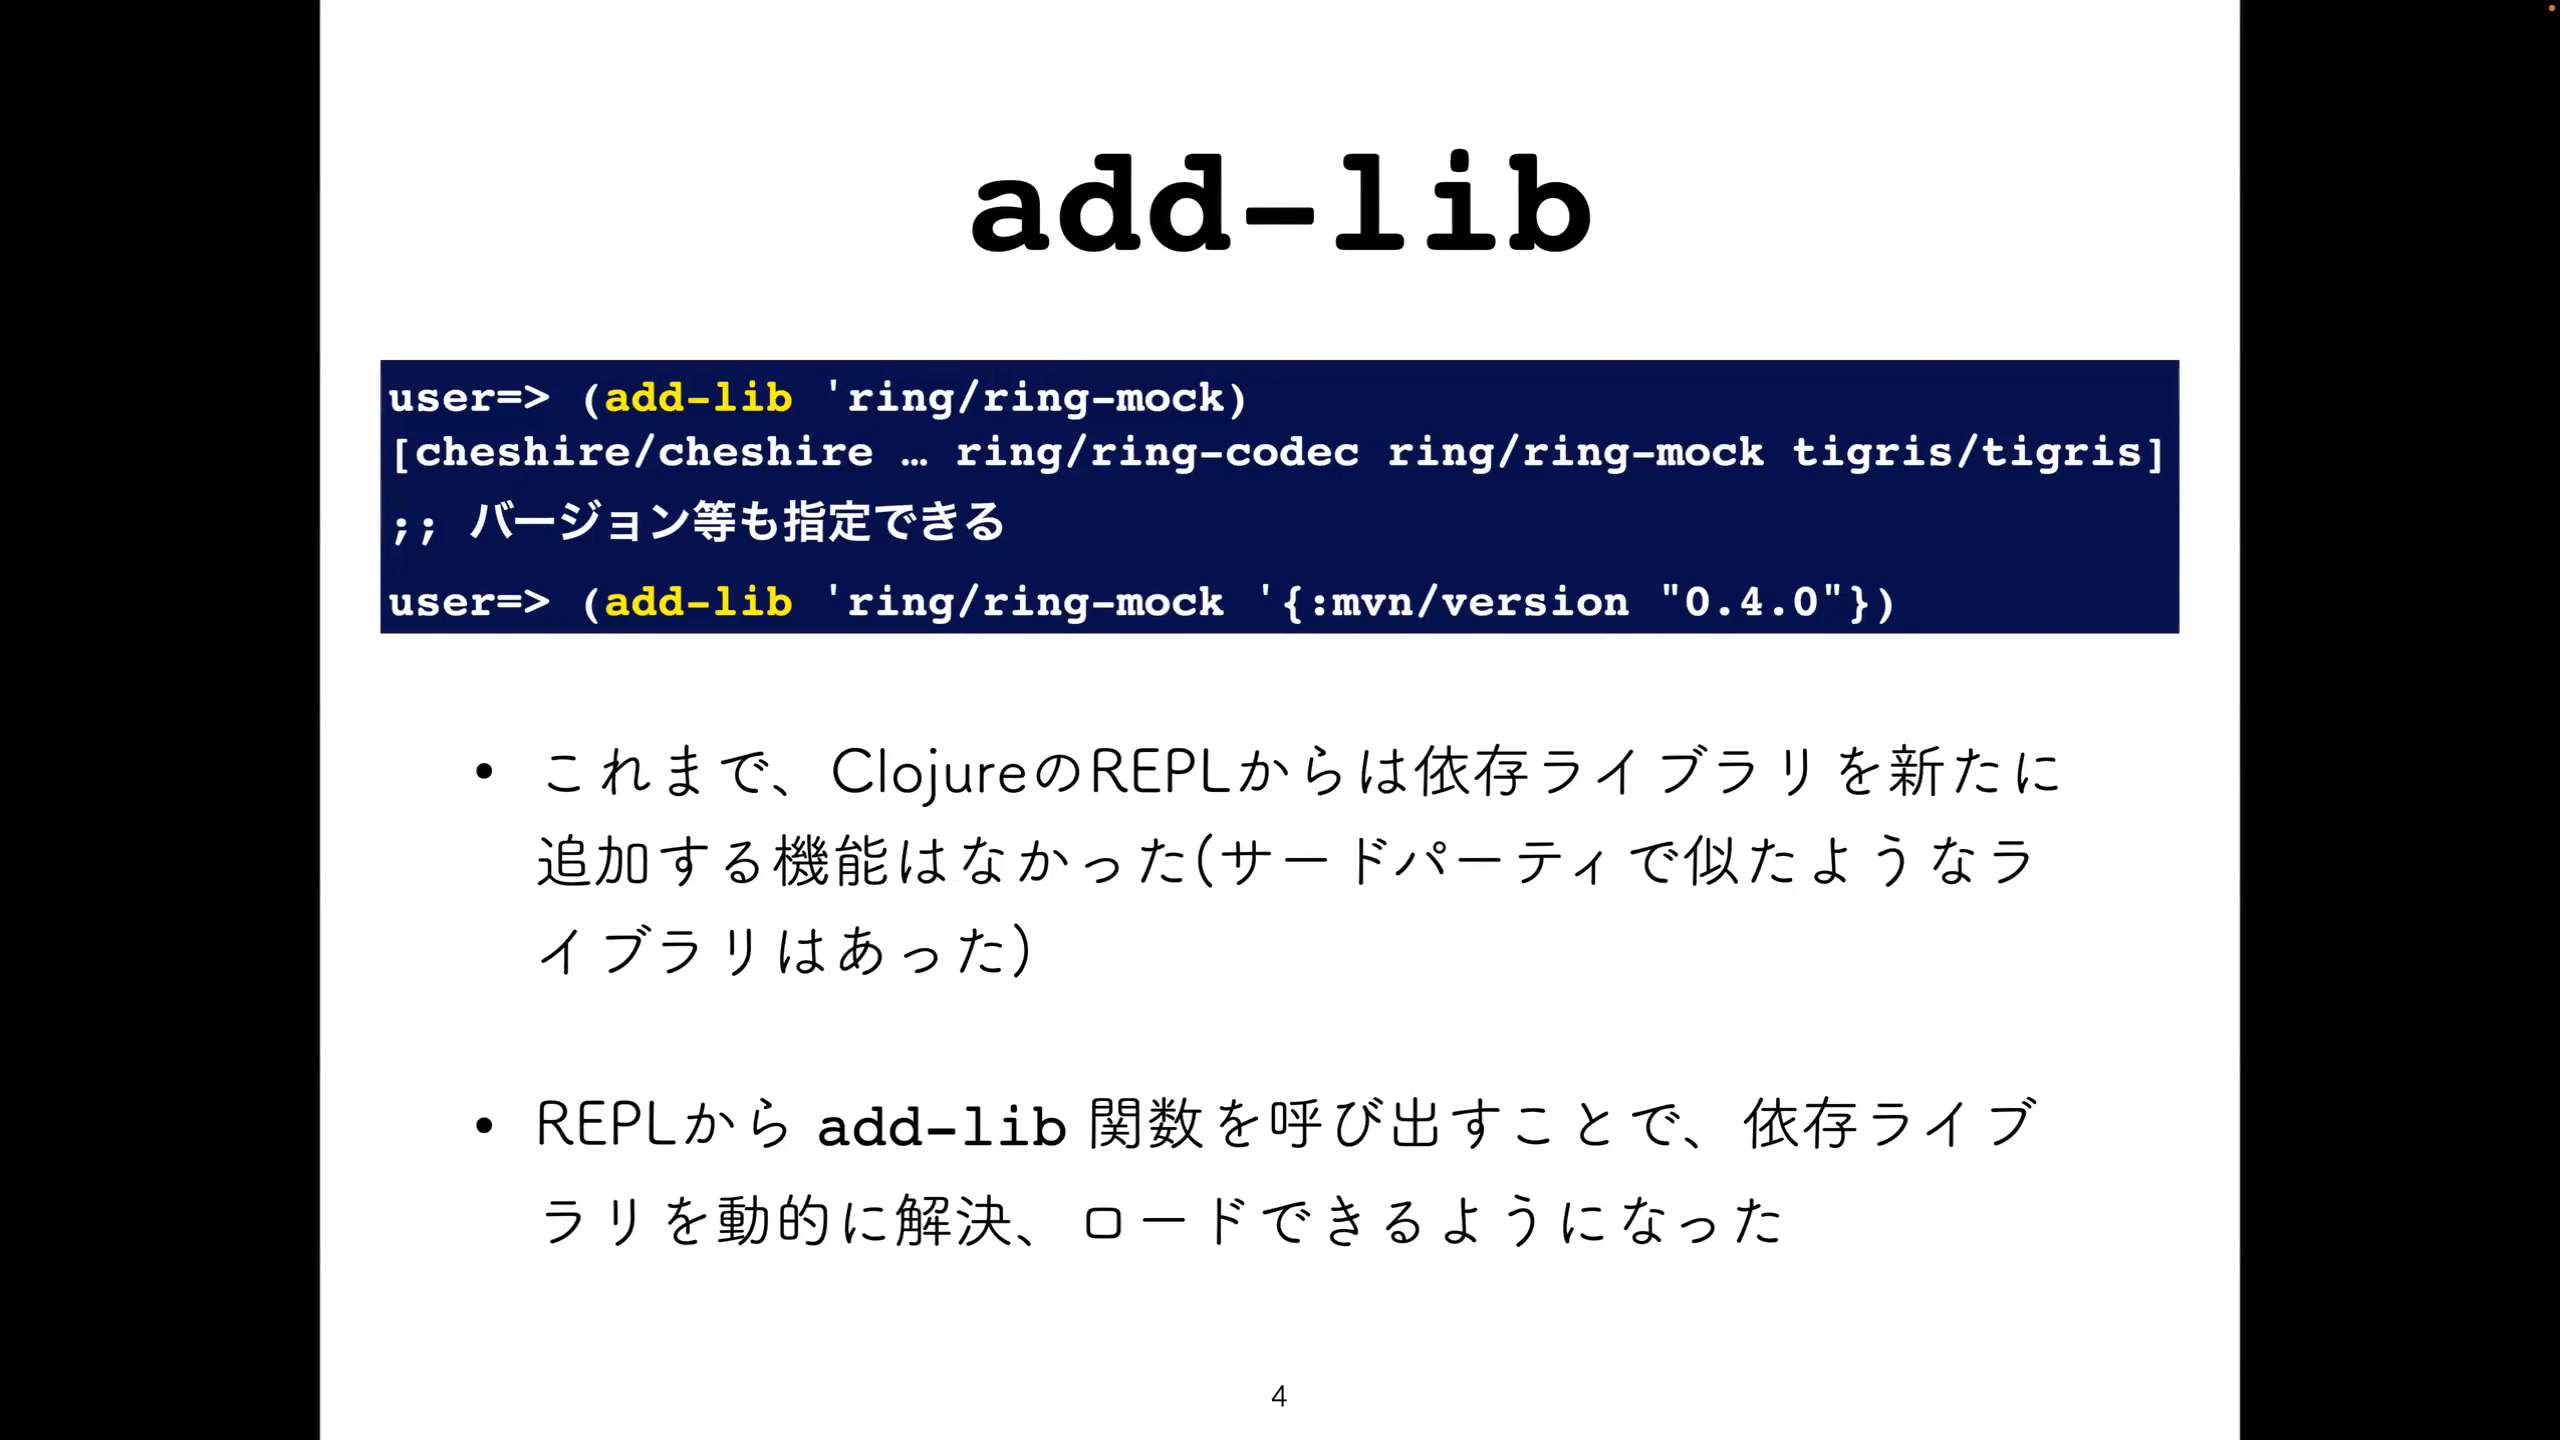 add-lib
user=> (add-lib 'ring/ring-mock)
[cheshire/cheshire … ring/ring-codec ring/ring-mock tigris/tigris]
;; バージョン等も指定できる
user=> (add-lib 'ring/ring-mock '{:mvn/version "0.4.0"})
• これまで、ClojureのREPLからは依存ライブラリを新たに
追加する機能はなかった(サードパーティで似たようなラ
イブラリはあった)
• REPLから add-lib 関数を呼び出すことで、依存ライブ
ラリを動的に解決、ロードできるようになった
4